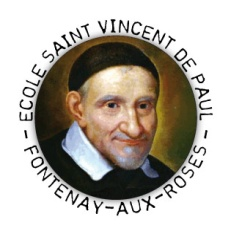 - ECOLE SAINT VINCENT DE PAUL -
FONTENAY-AUX-ROSES